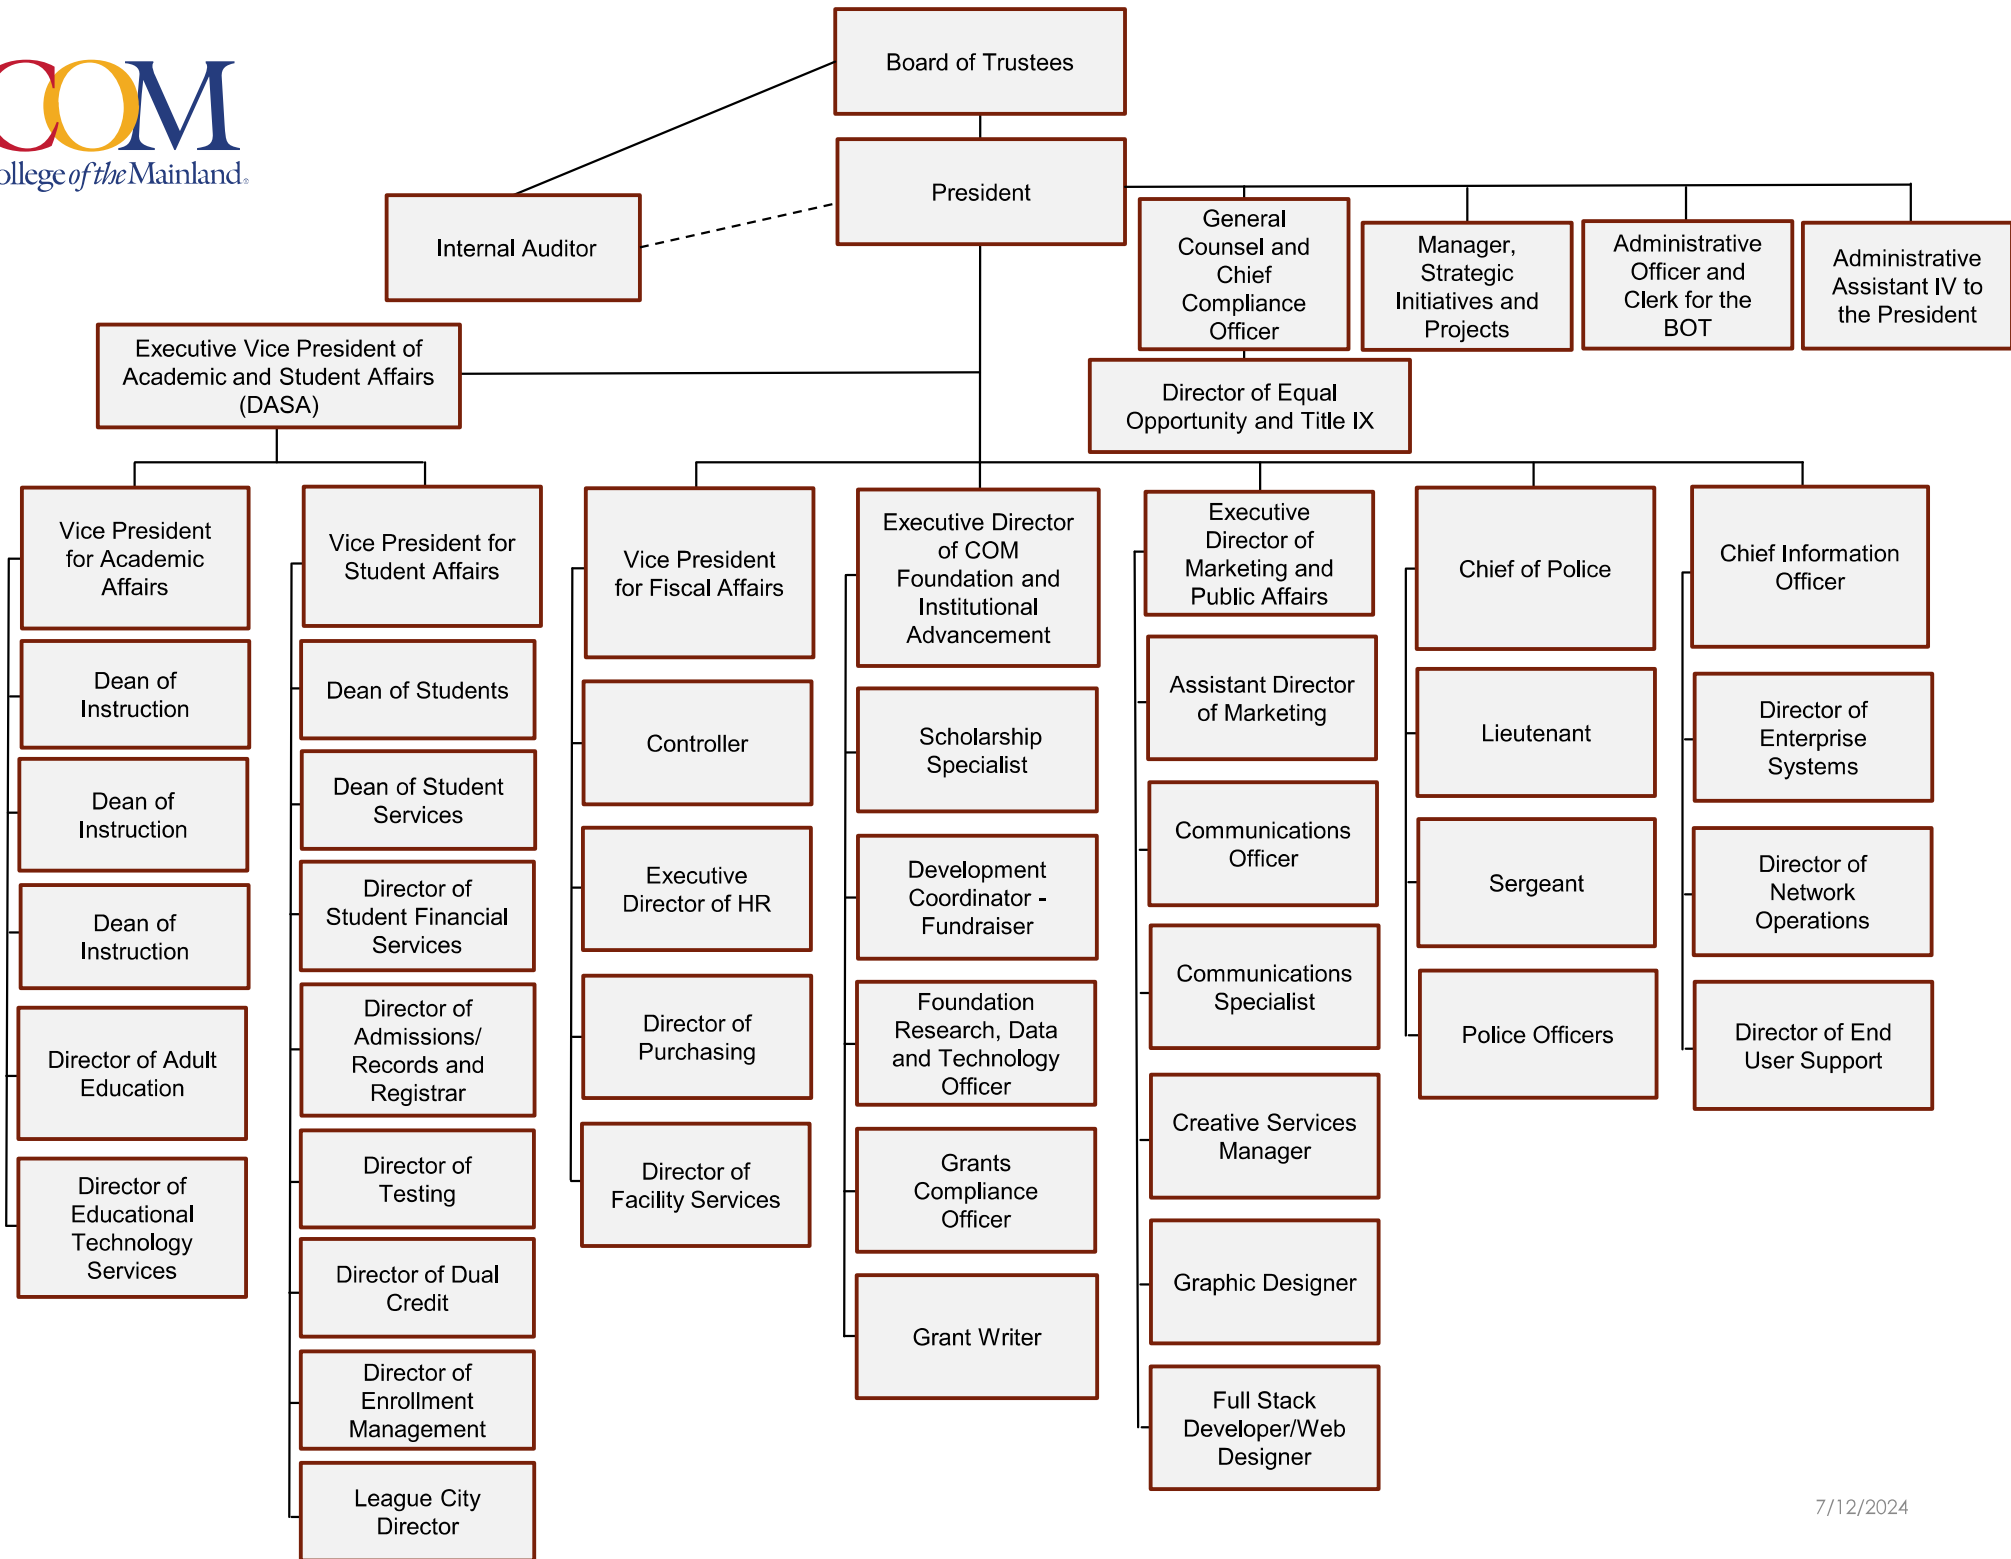 Board of Trustees
COM
ollege of the Mainland®
President
Internal Auditor
General
Counsel and
Chief
Compliance
Officer
Manager,
Strategic
Initiatives and
Projects
Administrative
Officer and
Clerk for the
BOT
Administrative
Assistant IV to
the President
Executive Vice President of
Academic and Student Affairs
(DASA)
Director of Equal
Opportunity and Title IX
Vice President
for Academic
Affairs
Dean of
Instruction
Dean of
Instruction
Dean of
Instruction
Director of Adult
Education
Director of
Educational
Technology
Services
Vice President for
Student Affairs
Dean of Students
Dean of Student
Services
Director of
Student Financial
Services
Director of
Admissions/
Records and
Registrar
Director of
Testing
Director of Dual
Credit
Director of
Enrollment
Management
League City
Director
Vice President
for Fiscal Affairs
Controller
Executive
Director of HR
Director of
Purchasing
Director of
Facility Services
Executive Director
of COM
Foundation and
Institutional
Advancement
Scholarship
Specialist
Development
Coordinator -
Fundraiser
Foundation
Research, Data
and Technology
Officer
Grants
Compliance
Officer
Grant Writer
Executive
Director of
Marketing and
Public Affairs
Assistant Director
of Marketing
Communications
Officer
Communications
Specialist
Creative Services
Manager
Graphic Designer
Full Stack
Developer/Web
Designer
Chief of Police
Lieutenant
Sergeant
Police Officers
Chief Information
Officer
Director of
Enterprise
Systems
Director of
Network
Operations
Director of End
User Support
7/12/2024